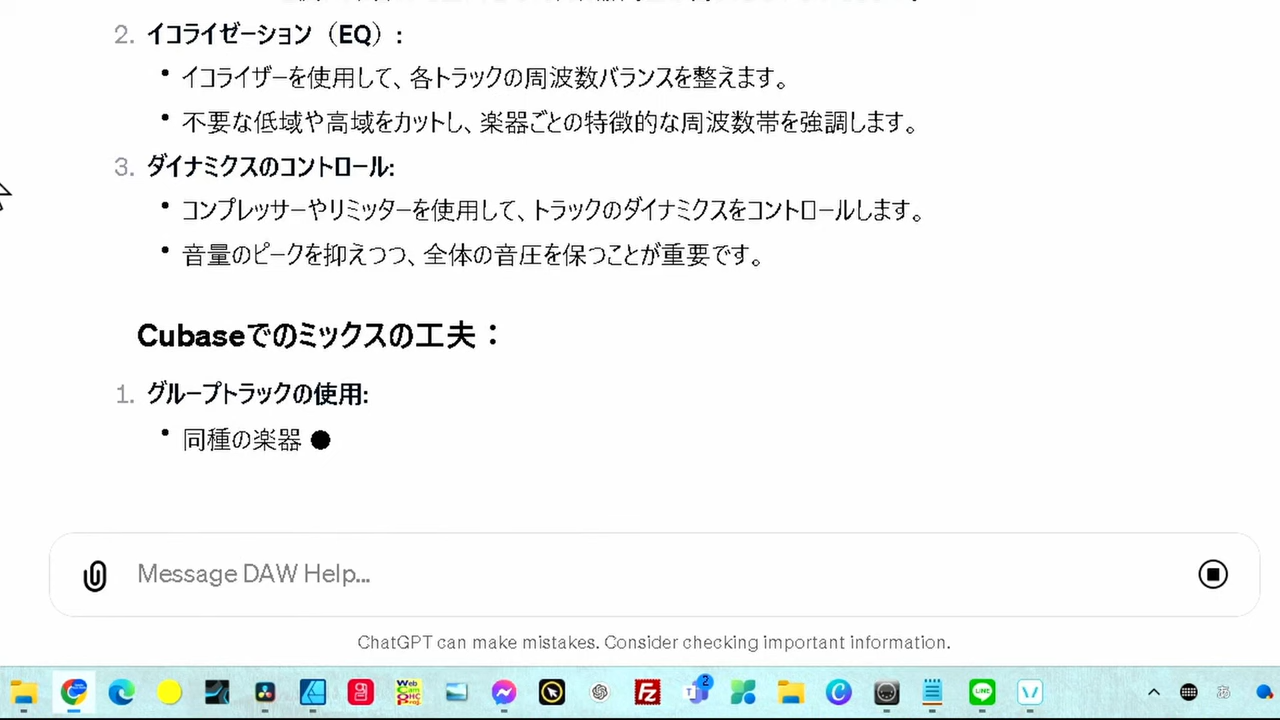 2. イコライゼーション（EQ）:
• イコライザーを使用して、各トラックの周波数バランスを整えます。
• 不要な低域や高域をカットし、楽器ごとの特徴的な周波数帯を強調します。
3. ダイナミクスのコントロール:
• コンプレッサーやリミッターを使用して、トラックのダイナミクスをコントロールします。
• 音量のピークを抑えつつ、全体の音圧を保つことが重要です。
Cubaseでのミックスの工夫：
1. グループトラックの使用:
• 同種の楽器
Message DAW Help...
ChatGPT can make mistakes. Consider checking important information.
Web
Cam
Fz
2
LINE
あ